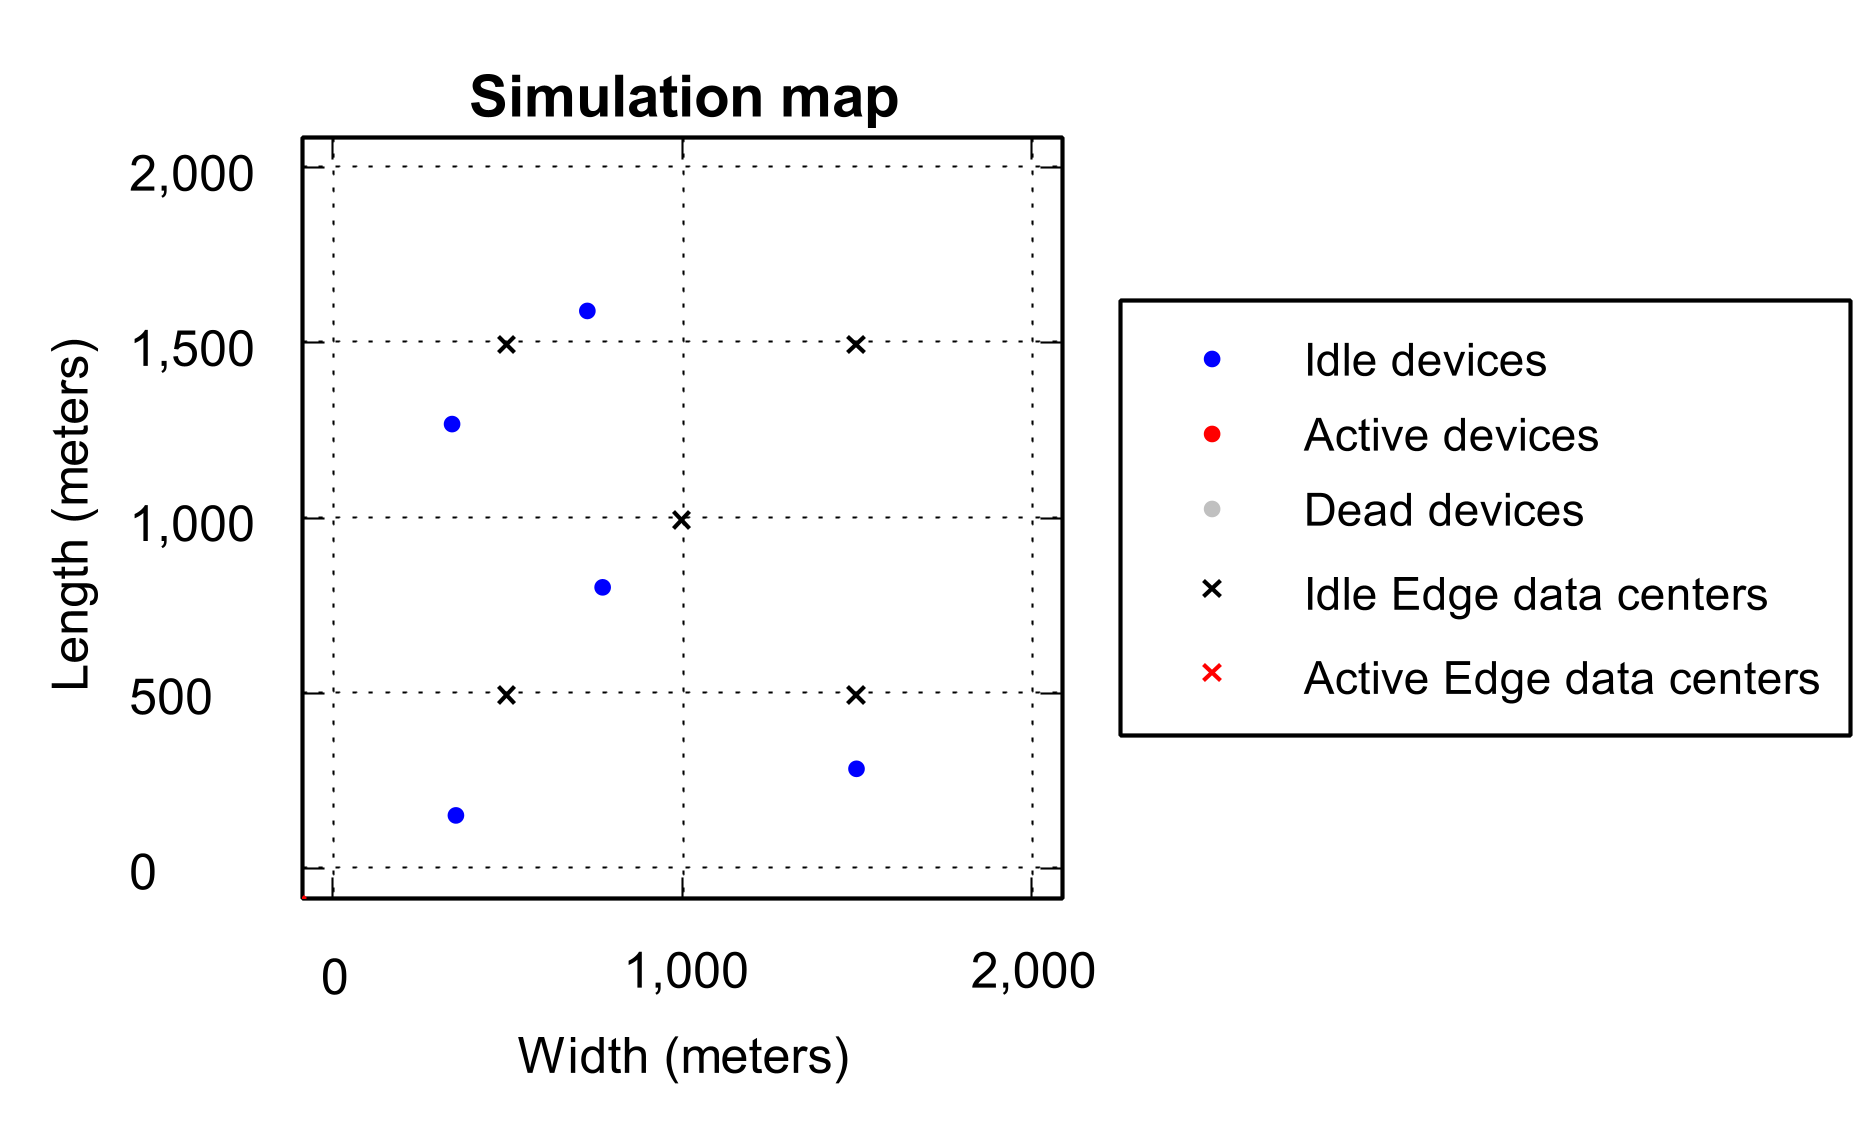 Simulation map
2,000
1,500
1,000
500
0
Length (meters)
0
1,000
2,000
Width (meters)
Idle devices
Active devices
Dead devices
Idle Edge data centers
Active Edge data centers